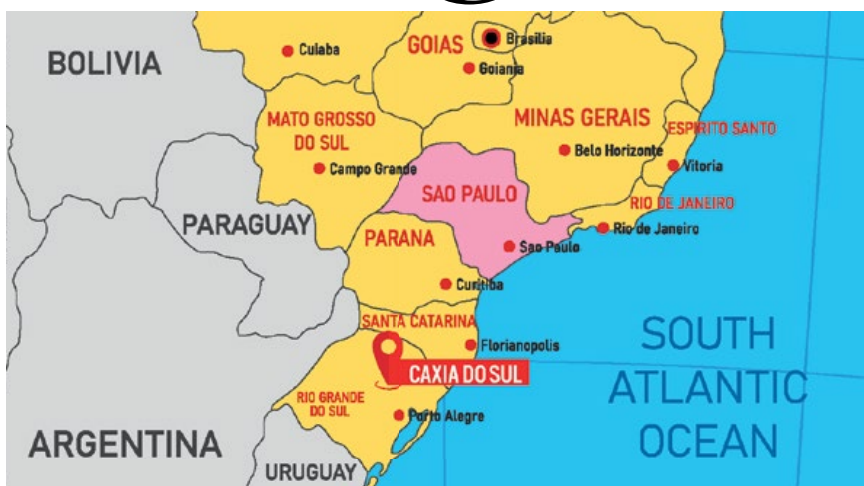 BOLIVIA
Cuiaba
GOIAS
Brasilia
Goiania
MATO GROSSO
DO SUL
Campo Grande
MINAS GERAIS
Belo Horizonte
ESPIRITO SANTO
Vitoria
SAO PAULO
Sao Paulo
RIO DE JANEIRO
Rio de Janeiro
PARAGUAY
PARANA
Curitiba
SANTA CATARINA
Florianopolis
CAXIA DO SUL
RIO GRANDE
DO SUL
Porto Alegre
ARGENTINA
URUGUAY
SOUTH
ATLANTIC
OCEAN